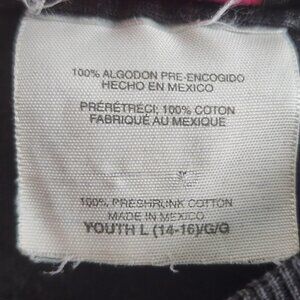 100% ALGODON PRE-ENCOGIDO
HECHO EN MEXICO
PRÉRÉTRÉCI; 100% COTON
FABRIQUÉ AU MEXIQUE
100% PRESHRUNK COTTON
MADE IN MEXICO
YOUTH L (14-16)/G/G